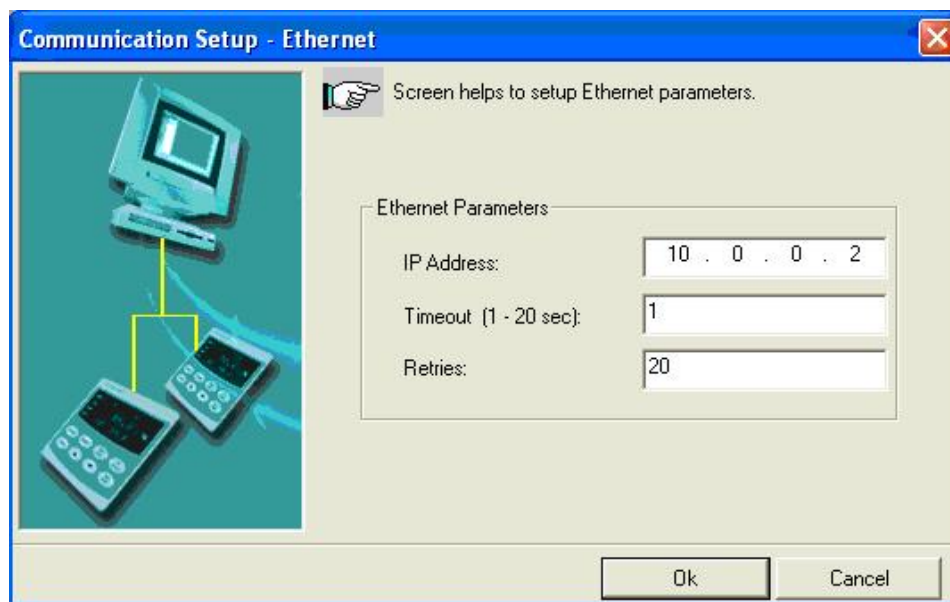 Communication Setup - Ethernet
Screen helps to setup Ethernet parameters.
Ethernet Parameters
IP Address: 10 . 0 . 0 . 2
Timeout (1 - 20 sec): 1
Retries: 20
Ok Cancel